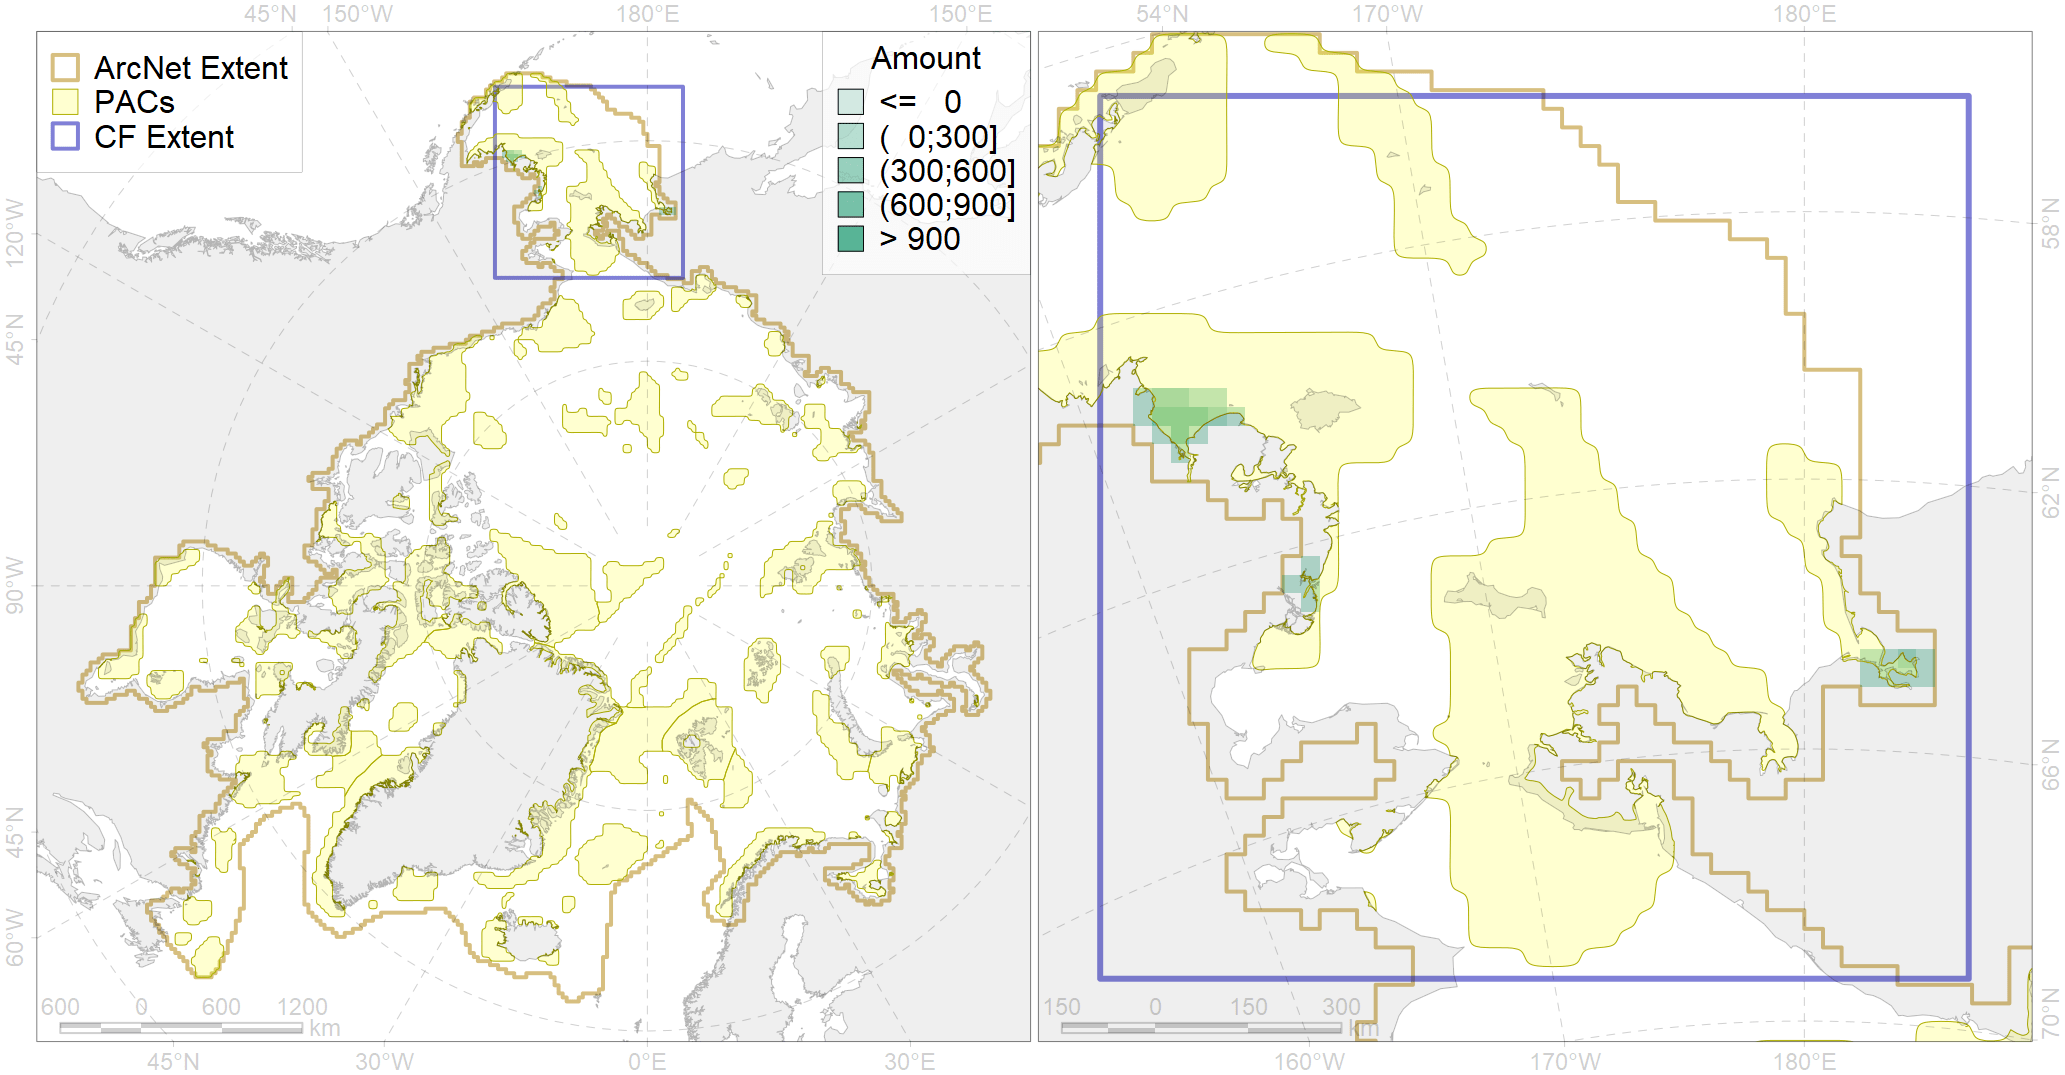 45°N 150°W 180°E 150°E 54°N 170°W 180°E
ArcNet Extent
PACs
CF Extent
Amount
<= 0
( 0;300]
(300;600]
(600;900]
> 900
120°W
45°N
90°W
45°N
60°W
58°N
62°N
66°N
70°N
600 0 600 1200
km
150 0 150 300
km
45°N 30°W 0°E 30°E 160°W 170°W 180°E